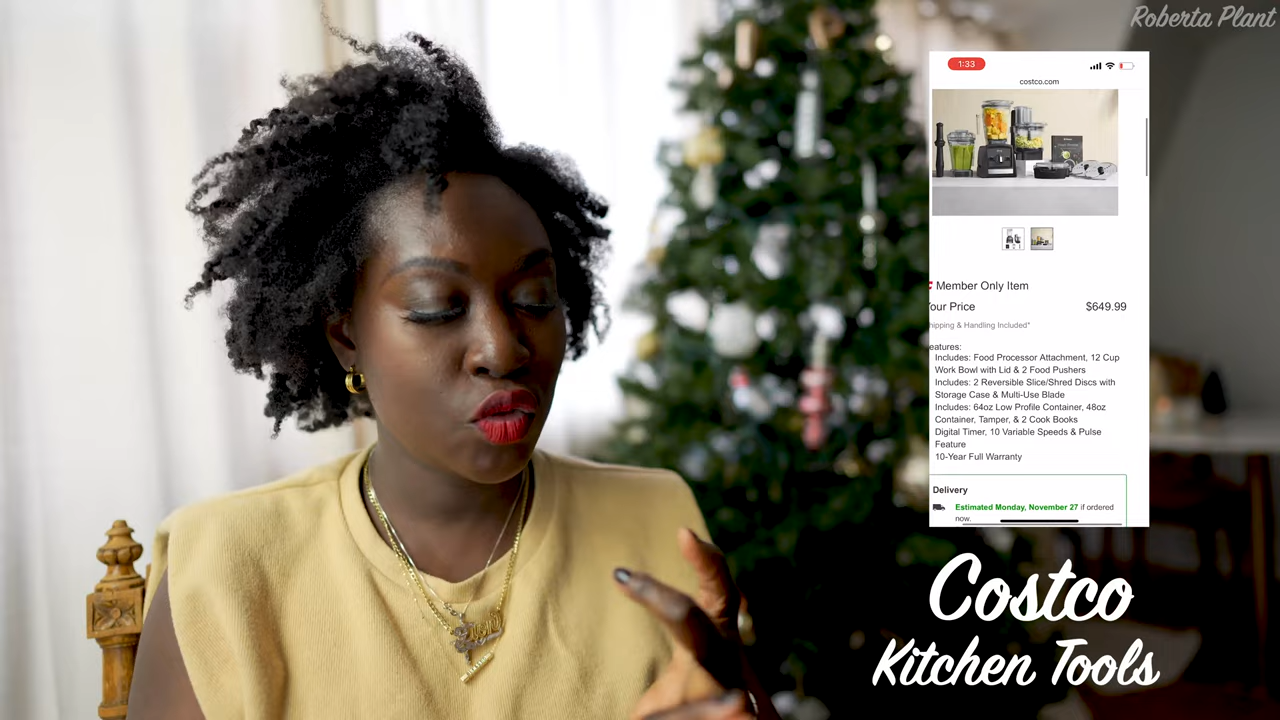 Roberta Plant
1:33
costco.com
Member Only Item
our Price $649.99
hipping & Handling Included*
eatures:
Includes: Food Processor Attachment, 12 Cup
Work Bowl with Lid & 2 Food Pushers
Includes: 2 Reversible Slice/Shred Discs with
Storage Case & Multi-Use Blade
Includes: 64oz Low Profile Container, 48oz
Container, Tamper, & 2 Cook Books
Digital Timer, 10 Variable Speeds & Pulse
Feature
10-Year Full Warranty
Delivery
Estimated Monday, November 27 if ordered
now.
Costco
Kitchen Tools